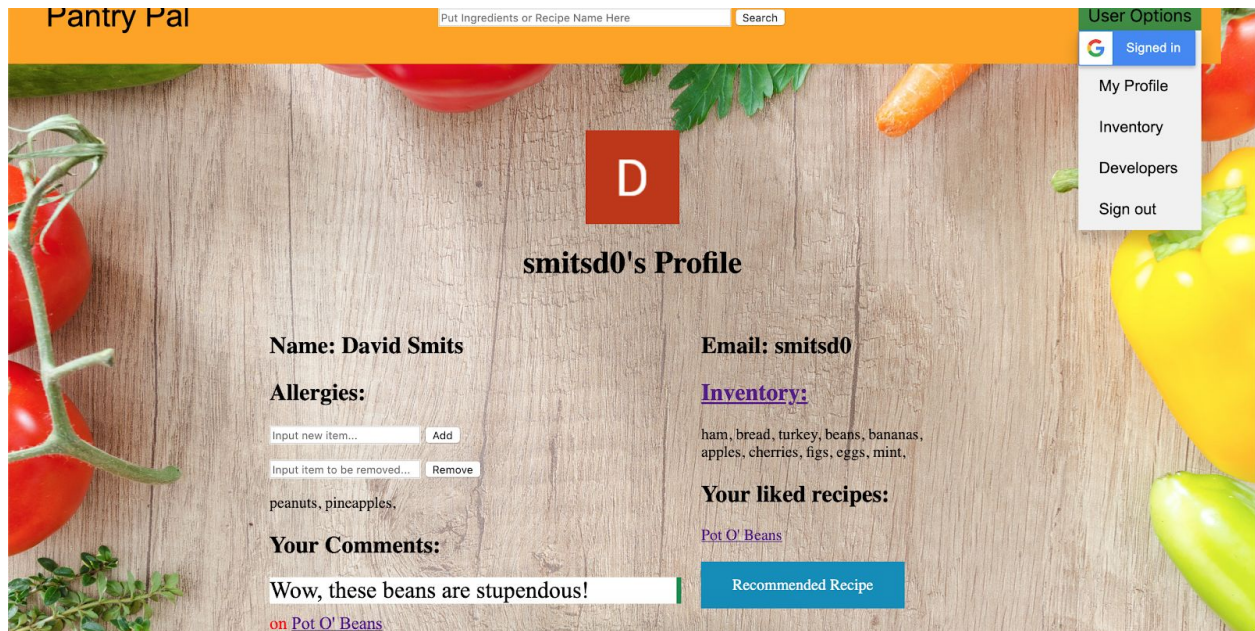 Pantry Pal
Put Ingredients or Recipe Name Here
Search
User Options
G
Signed in
My Profile
Inventory
Developers
Sign out
D
smitsd0's Profile
Name: David Smits
Allergies:
Input new item...
Add
Input item to be removed...
Remove
peanuts, pineapples,
Your Comments:
Wow, these beans are stupendous!
on Pot O' Beans
Email: smitsd0
Inventory:
ham, bread, turkey, beans, bananas,
apples, cherries, figs, eggs, mint,
Your liked recipes:
Pot O' Beans
Recommended Recipe